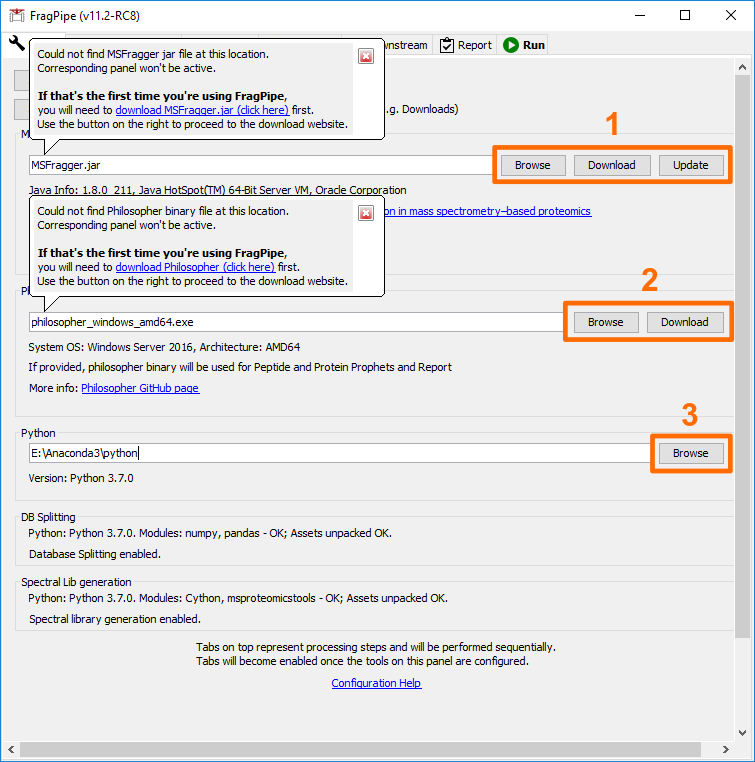 FragPipe (v11.2-RC8)
Report
Run
Could not find MSFragger jar file at this location.
Corresponding panel won't be active.
If that's the first time you're using FragPipe,
you will need to download MSFragger.jar (click here) first.
Use the button on the right to proceed to the download website.
e.g. Downloads)
1
MSFragger.jar
Browse
Download
Update
Java Info: 1.8.0_211, Java HotSpot(TM) 64-Bit Server VM, Oracle Corporation
Could not find Philosopher binary file at this location.
Corresponding panel won't be active.
If that's the first time you're using FragPipe,
you will need to download Philosopher (click here) first.
Use the button on the right to proceed to the download website.
in mass spectrometry–based proteomics
2
philosopher_windows_amd64.exe
Browse
Download
System OS: Windows Server 2016, Architecture: AMD64
If provided, philosopher binary will be used for Peptide and Protein Prophets and Report
More info: Philosopher GitHub page
3
Python
E:\Anaconda3\python
Browse
Version: Python 3.7.0
DB Splitting
Python: Python 3.7.0. Modules: numpy, pandas - OK; Assets unpacked OK.
Database Splitting enabled.
Spectral Lib generation
Python: Python 3.7.0. Modules: Cython, msproteomicstools - OK; Assets unpacked OK.
Spectral library generation enabled.
Tabs on top represent processing steps and will be performed sequentially.
Tabs will become enabled once the tools on this panel are configured.
Configuration Help